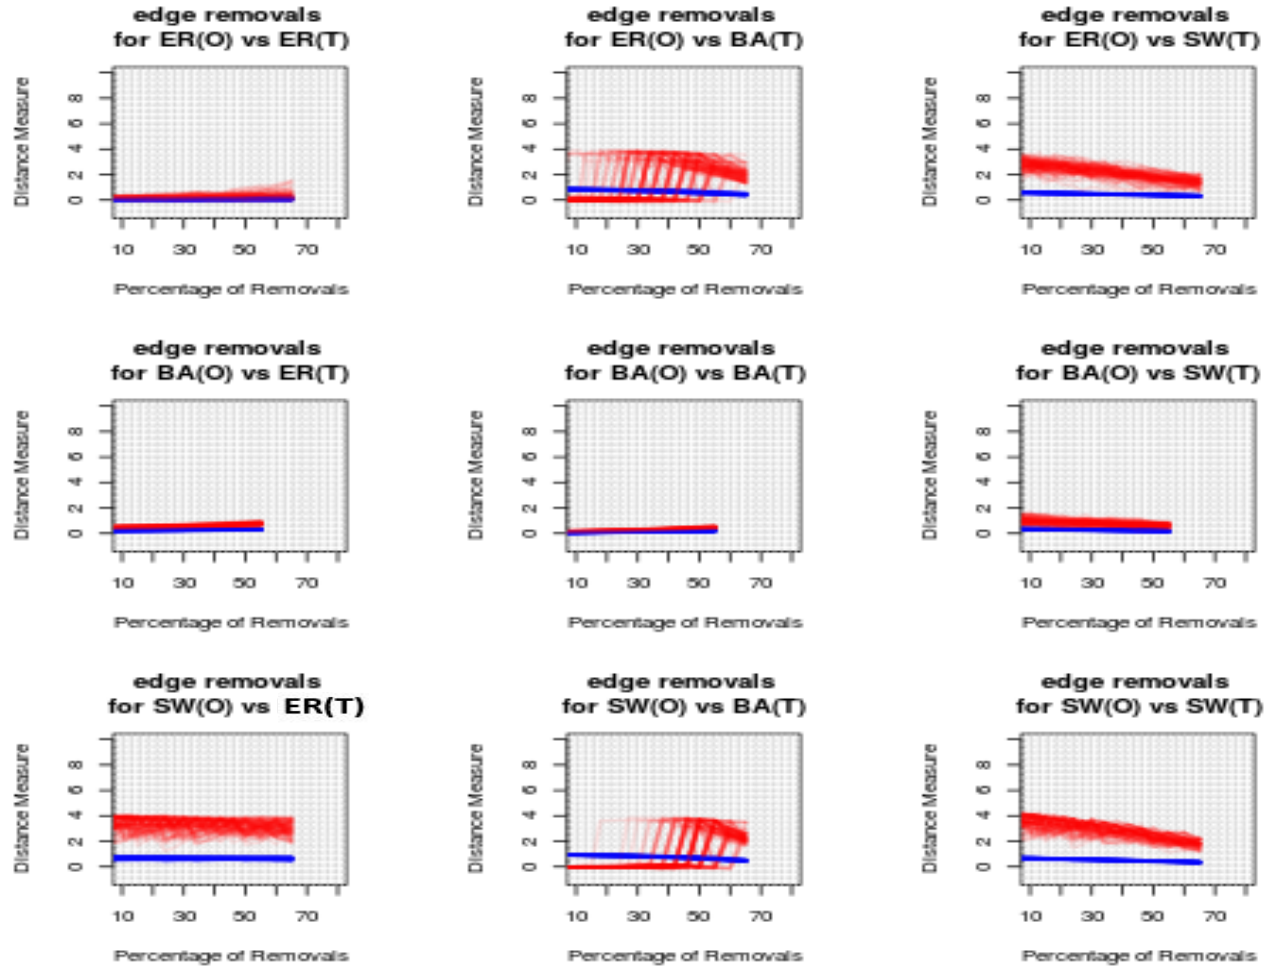 edge removals
for ER(O) vs ER(T)
Distance Measure
0 2 4 6 8
10 30 50 70
Percentage of Removals
edge removals
for ER(O) vs BA(T)
Distance Measure
0 2 4 6 8
10 30 50 70
Percentage of Removals
edge removals
for ER(O) vs SW(T)
Distance Measure
0 2 4 6 8
10 30 50 70
Percentage of Removals
edge removals
for BA(O) vs ER(T)
Distance Measure
0 2 4 6 8
10 30 50 70
Percentage of Removals
edge removals
for BA(O) vs BA(T)
Distance Measure
0 2 4 6 8
10 30 50 70
Percentage of Removals
edge removals
for BA(O) vs SW(T)
Distance Measure
0 2 4 6 8
10 30 50 70
Percentage of Removals
edge removals
for SW(O) vs ER(T)
Distance Measure
0 2 4 6 8
10 30 50 70
Percentage of Removals
edge removals
for SW(O) vs BA(T)
Distance Measure
0 2 4 6 8
10 30 50 70
Percentage of Removals
edge removals
for SW(O) vs SW(T)
Distance Measure
0 2 4 6 8
10 30 50 70
Percentage of Removals